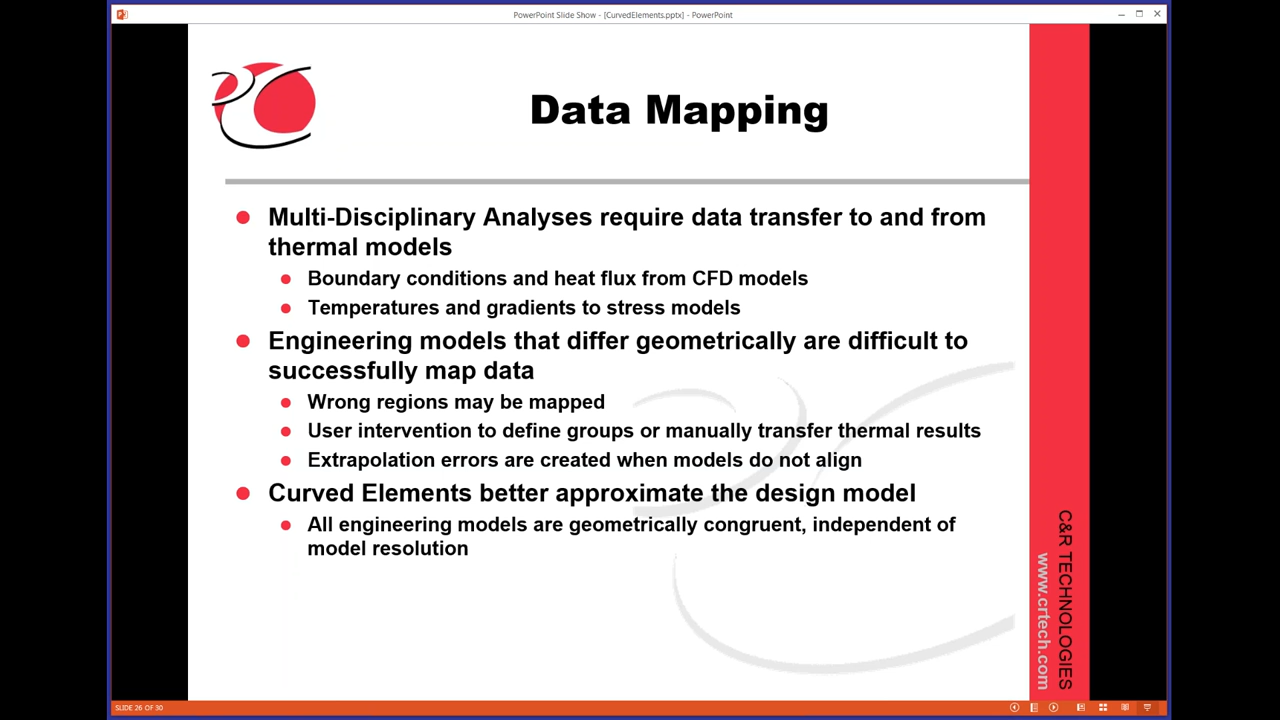 PowerPoint Slide Show - [CurvedElements.pptx] - PowerPoint
Data Mapping
Multi-Disciplinary Analyses require data transfer to and from
thermal models
Boundary conditions and heat flux from CFD models
Temperatures and gradients to stress models
Engineering models that differ geometrically are difficult to
successfully map data
Wrong regions may be mapped
User intervention to define groups or manually transfer thermal results
Extrapolation errors are created when models do not align
Curved Elements better approximate the design model
All engineering models are geometrically congruent, independent of
model resolution
C&R TECHNOLOGIES
www.crtech.com
SLIDE 26 OF 30